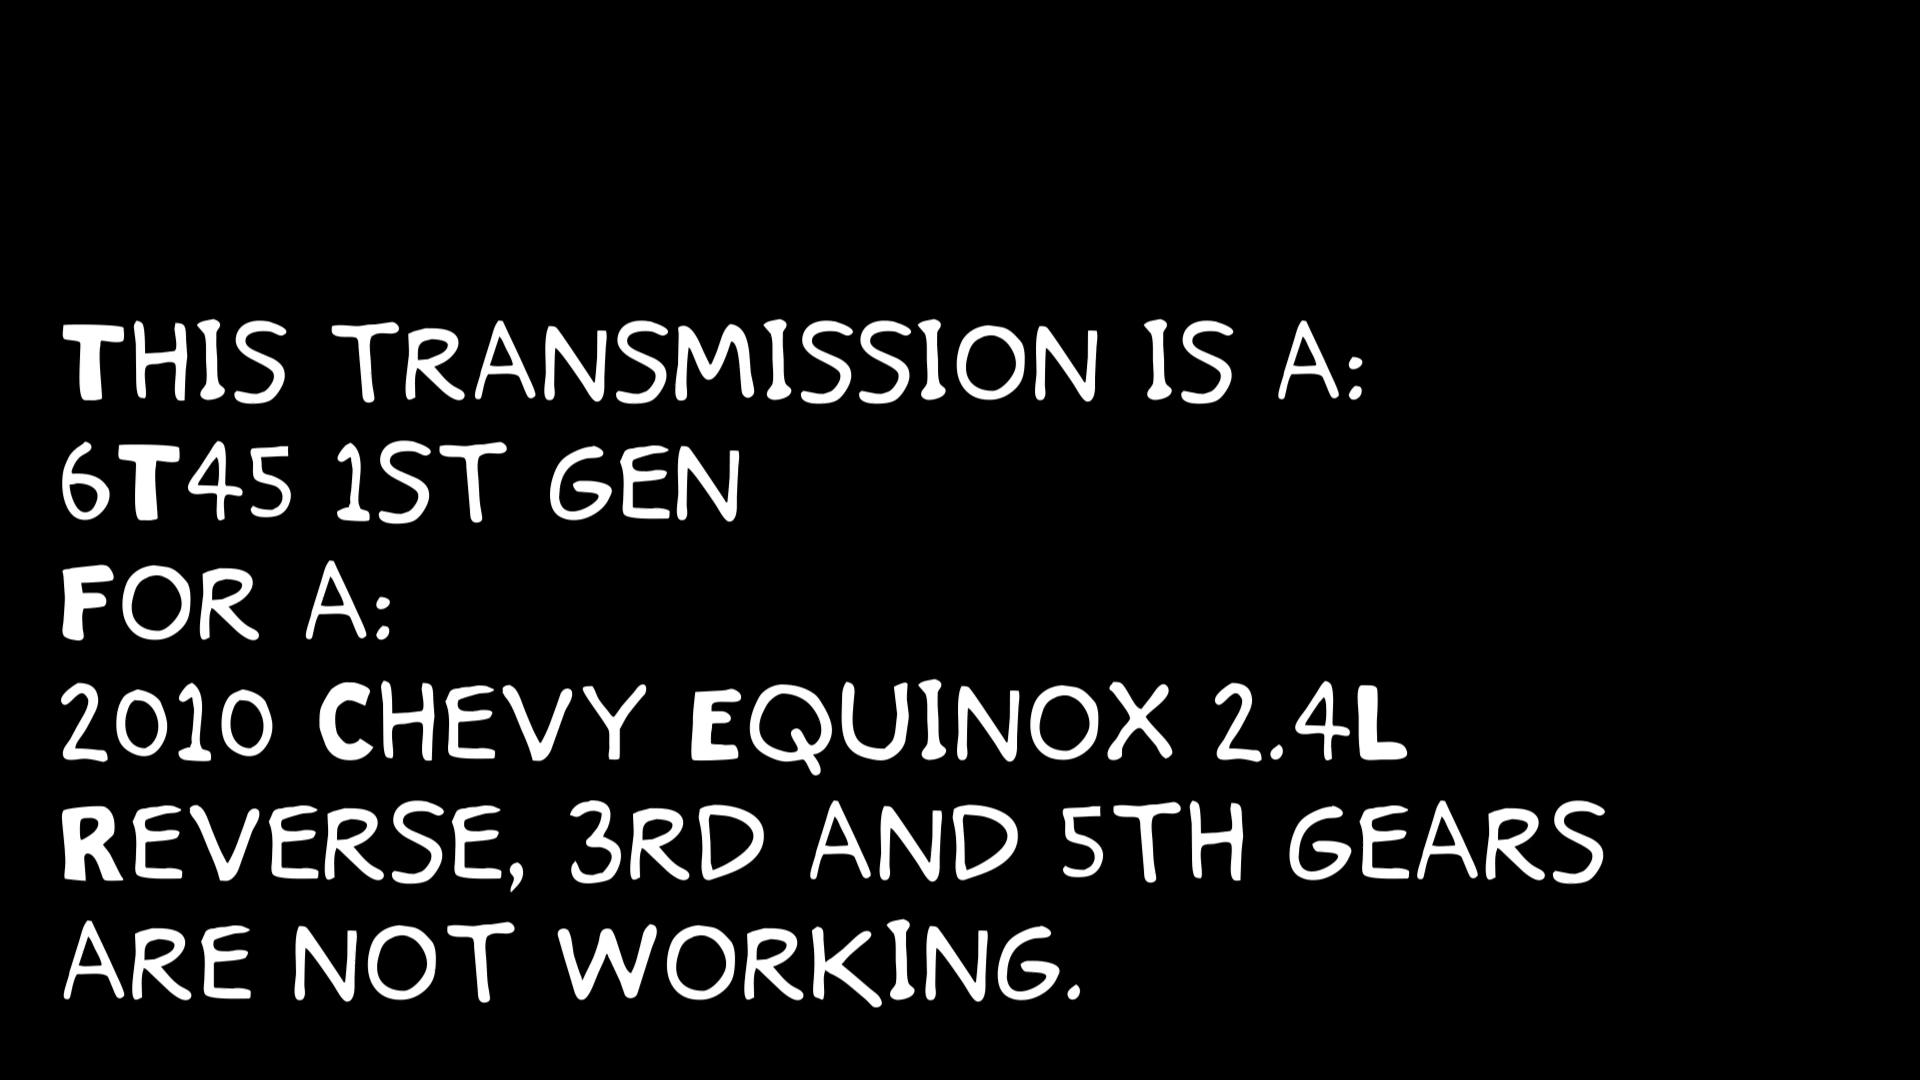 THIS TRANSMISSION IS A:
6T45 1ST GEN
FOR A:
2010 CHEVY EQUINOX 2.4L
REVERSE, 3RD AND 5TH GEARS
ARE NOT WORKING.